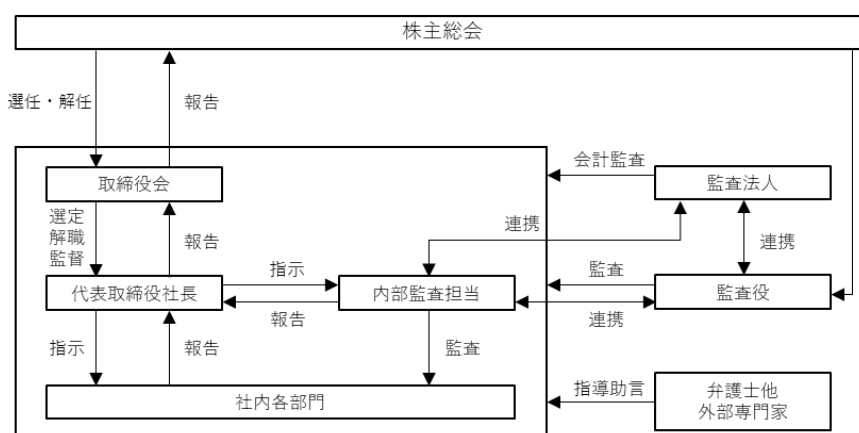 株主総会
選任・解任
報告
取締役会
会計監査
監査法人
選定
解職
監督
報告
連携
連携
代表取締役社長
指示
報告
内部監査担当
監査
連携
監査役
指示
報告
監査
社内各部門
指導助言
弁護士他
外部専門家